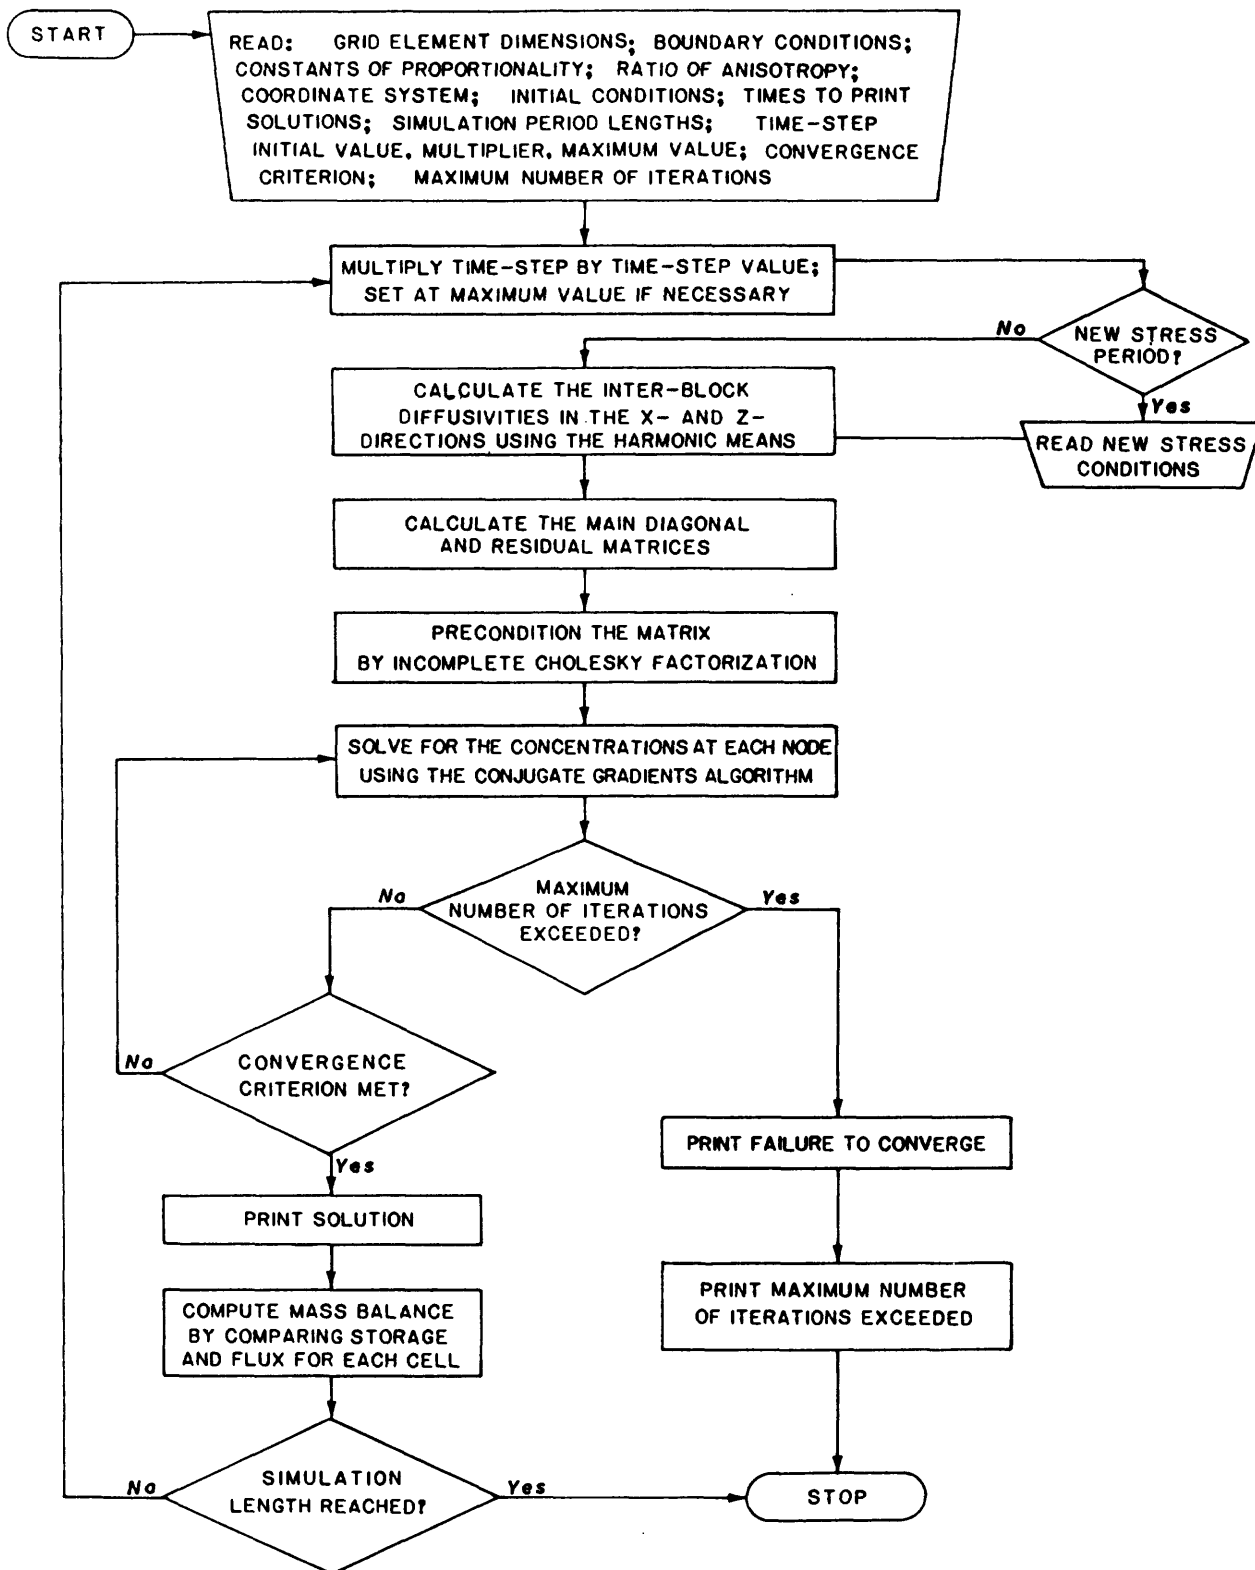 START
READ: GRID ELEMENT DIMENSIONS; BOUNDARY CONDITIONS;
CONSTANTS OF PROPORTIONALITY; RATIO OF ANISOTROPY;
COORDINATE SYSTEM; INITIAL CONDITIONS; TIMES TO PRINT
SOLUTIONS; SIMULATION PERIOD LENGTHS; TIME-STEP
INITIAL VALUE, MULTIPLIER, MAXIMUM VALUE; CONVERGENCE
CRITERION; MAXIMUM NUMBER OF ITERATIONS
MULTIPLY TIME-STEP BY TIME-STEP VALUE;
SET AT MAXIMUM VALUE IF NECESSARY
NEW STRESS
PERIOD?
No
Yes
READ NEW STRESS
CONDITIONS
CALCULATE THE INTER-BLOCK
DIFFUSIVITIES IN THE X- AND Z-
DIRECTIONS USING THE HARMONIC MEANS
CALCULATE THE MAIN DIAGONAL
AND RESIDUAL MATRICES
PRECONDITION THE MATRIX
BY INCOMPLETE CHOLESKY FACTORIZATION
SOLVE FOR THE CONCENTRATIONS AT EACH NODE
USING THE CONJUGATE GRADIENTS ALGORITHM
MAXIMUM
NUMBER OF ITERATIONS
EXCEEDED?
No
Yes
CONVERGENCE
CRITERION MET?
No
Yes
PRINT FAILURE TO CONVERGE
PRINT SOLUTION
PRINT MAXIMUM NUMBER
OF ITERATIONS EXCEEDED
COMPUTE MASS BALANCE
BY COMPARING STORAGE
AND FLUX FOR EACH CELL
SIMULATION
LENGTH REACHED?
No
Yes
STOP